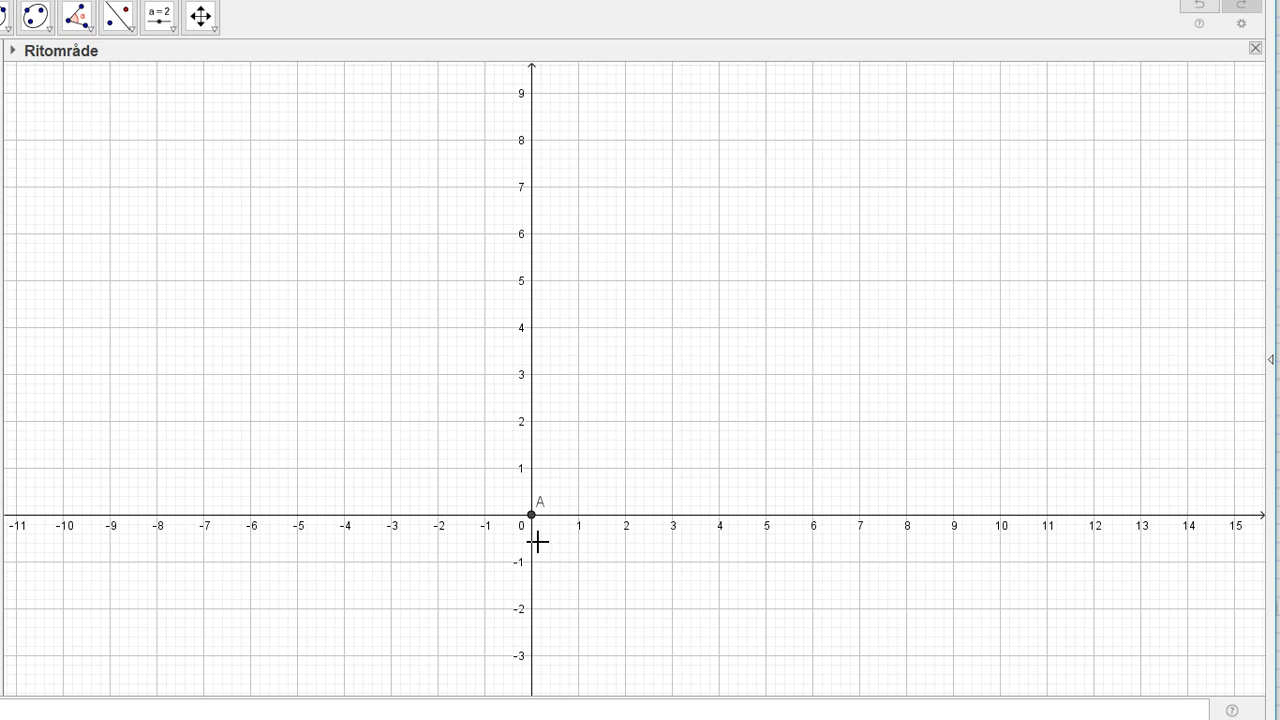 α
a = 2
Ritområde
9
8
7
6
5
4
3
2
1
A
-11 -10 -9 -8 -7 -6 -5 -4 -3 -2 -1 0 1 2 3 4 5 6 7 8 9 10 11 12 13 14 15
-1
-2
-3